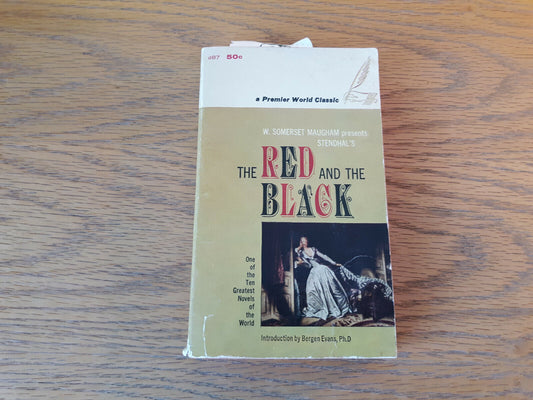 d87 50c
a Premier World Classic
W. SOMERSET MAUGHAM presents
STENDHAL'S
THE RED AND THE
BLACK
One
of
the
Ten
Greatest
Novels
of the
World
Introduction by Bergen Evans, Ph.D